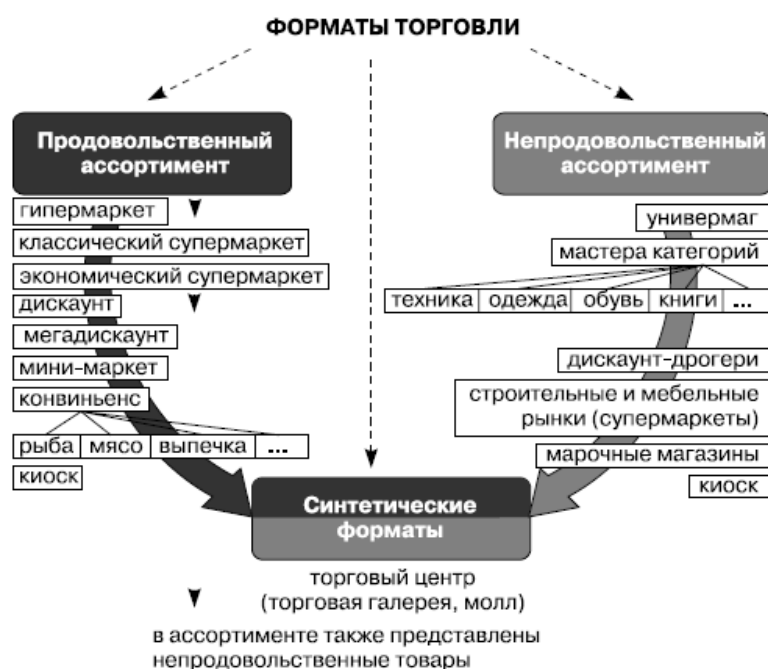 ФОРМАТЫ ТОРГОВЛИ
Продовольственный
ассортимент
гипермаркет
классический супермаркет
экономический супермаркет
дискаунт
мегадискаунт
мини-маркет
конвиньенс
рыба мясо выпечка ...
киоск
Непродовольственный
ассортимент
универмаг
мастера категорий
техника одежда обувь книги ...
дискаунт-дрогери
строительные и мебельные
рынки (супермаркеты)
марочные магазины
киоск
Синтетические
форматы
торговый центр
(торговая галерея, молл)
в ассортименте также представлены
непродовольственные товары